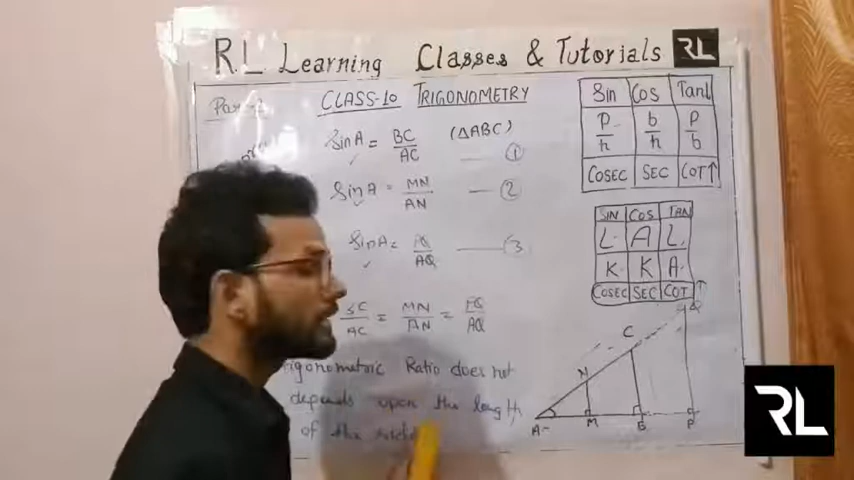 RL Learning Classes & Tutorials RL
CLASS-10 TRIGONOMETRY
SinA = BC/AC (△ABC) — ①
SinA = MN/AN — ②
SinA = PQ/AQ — ③
/AC = MN/AN = PQ/AQ
Ratio does not
depends upon the length
of the
Sin Cos Tan
P/h b/h P/b
COSEC SEC COT↑
SIN COS TAN
L A L
K K A
COSEC SEC COT ↑
Q
C
N
A M B P
RL